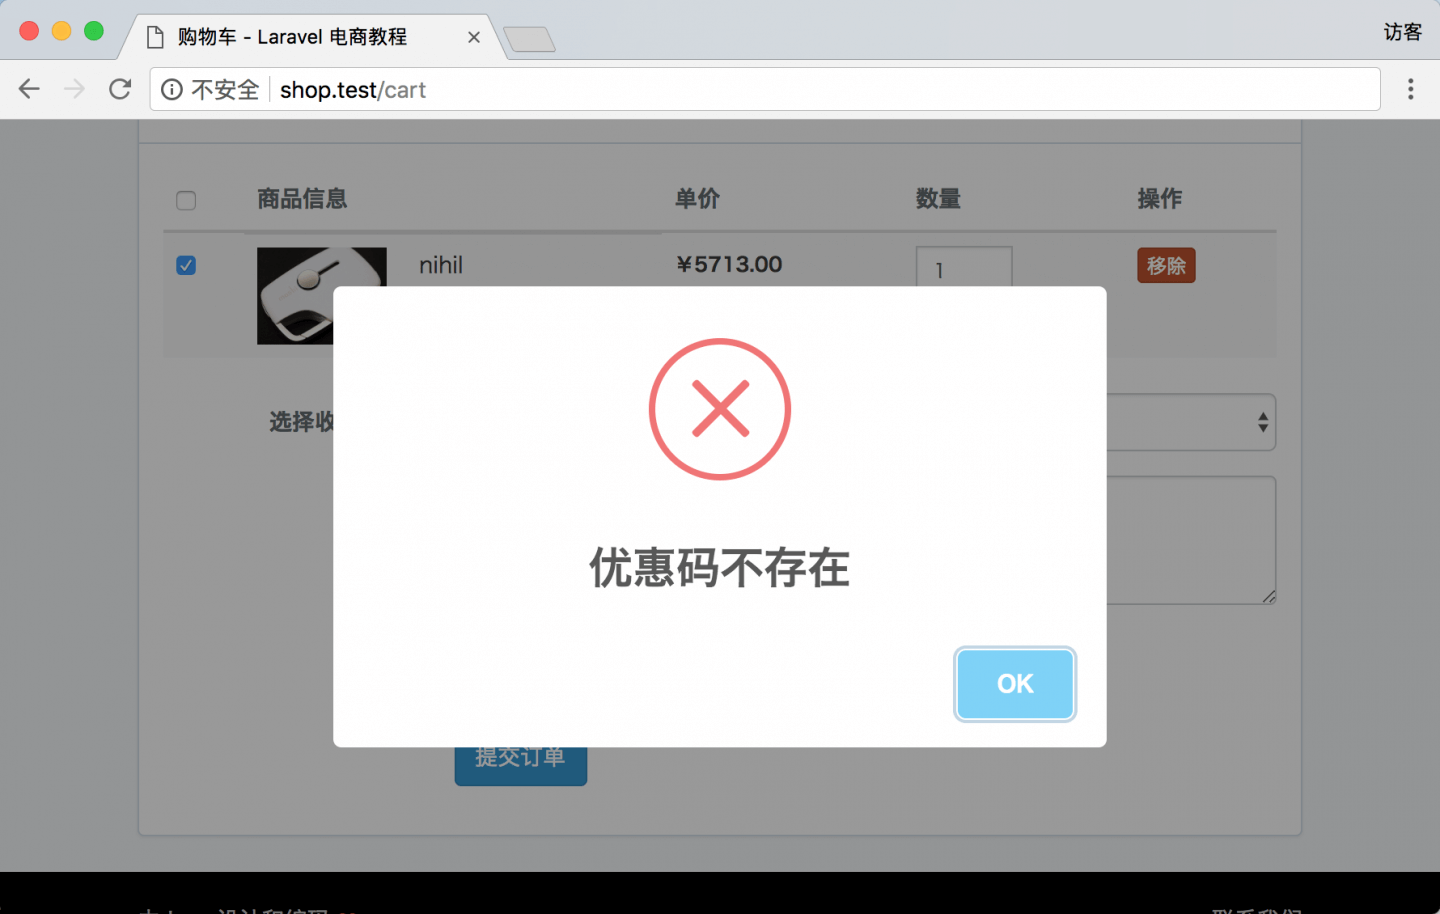 购物车 - Laravel 电商教程
访客
不安全 shop.test/cart
商品信息 单价 数量 操作
nihil ¥5713.00 1 移除
选择收
优惠码不存在
OK
提交订单